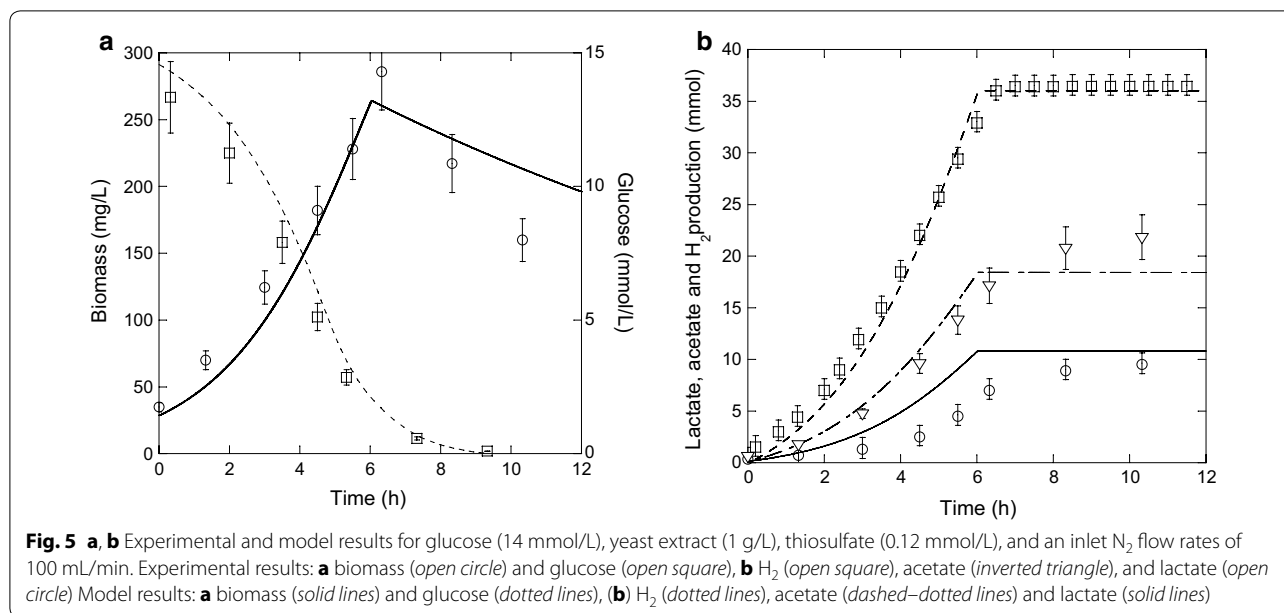 a
300
250
200
150
100
50
0
Biomass (mg/L)
15
10
5
0
Glucose (mmol/L)
0 2 4 6 8 10 12
Time (h)
b
40
35
30
25
20
15
10
5
0
Lactate, acetate and H2production (mmol)
0 2 4 6 8 10 12
Time (h)
Fig. 5 a, b Experimental and model results for glucose (14 mmol/L), yeast extract (1 g/L), thiosulfate (0.12 mmol/L), and an inlet N2 flow rates of
100 mL/min. Experimental results: a biomass (open circle) and glucose (open square), b H2 (open square), acetate (inverted triangle), and lactate (open
circle) Model results: a biomass (solid lines) and glucose (dotted lines), (b) H2 (dotted lines), acetate (dashed–dotted lines) and lactate (solid lines)